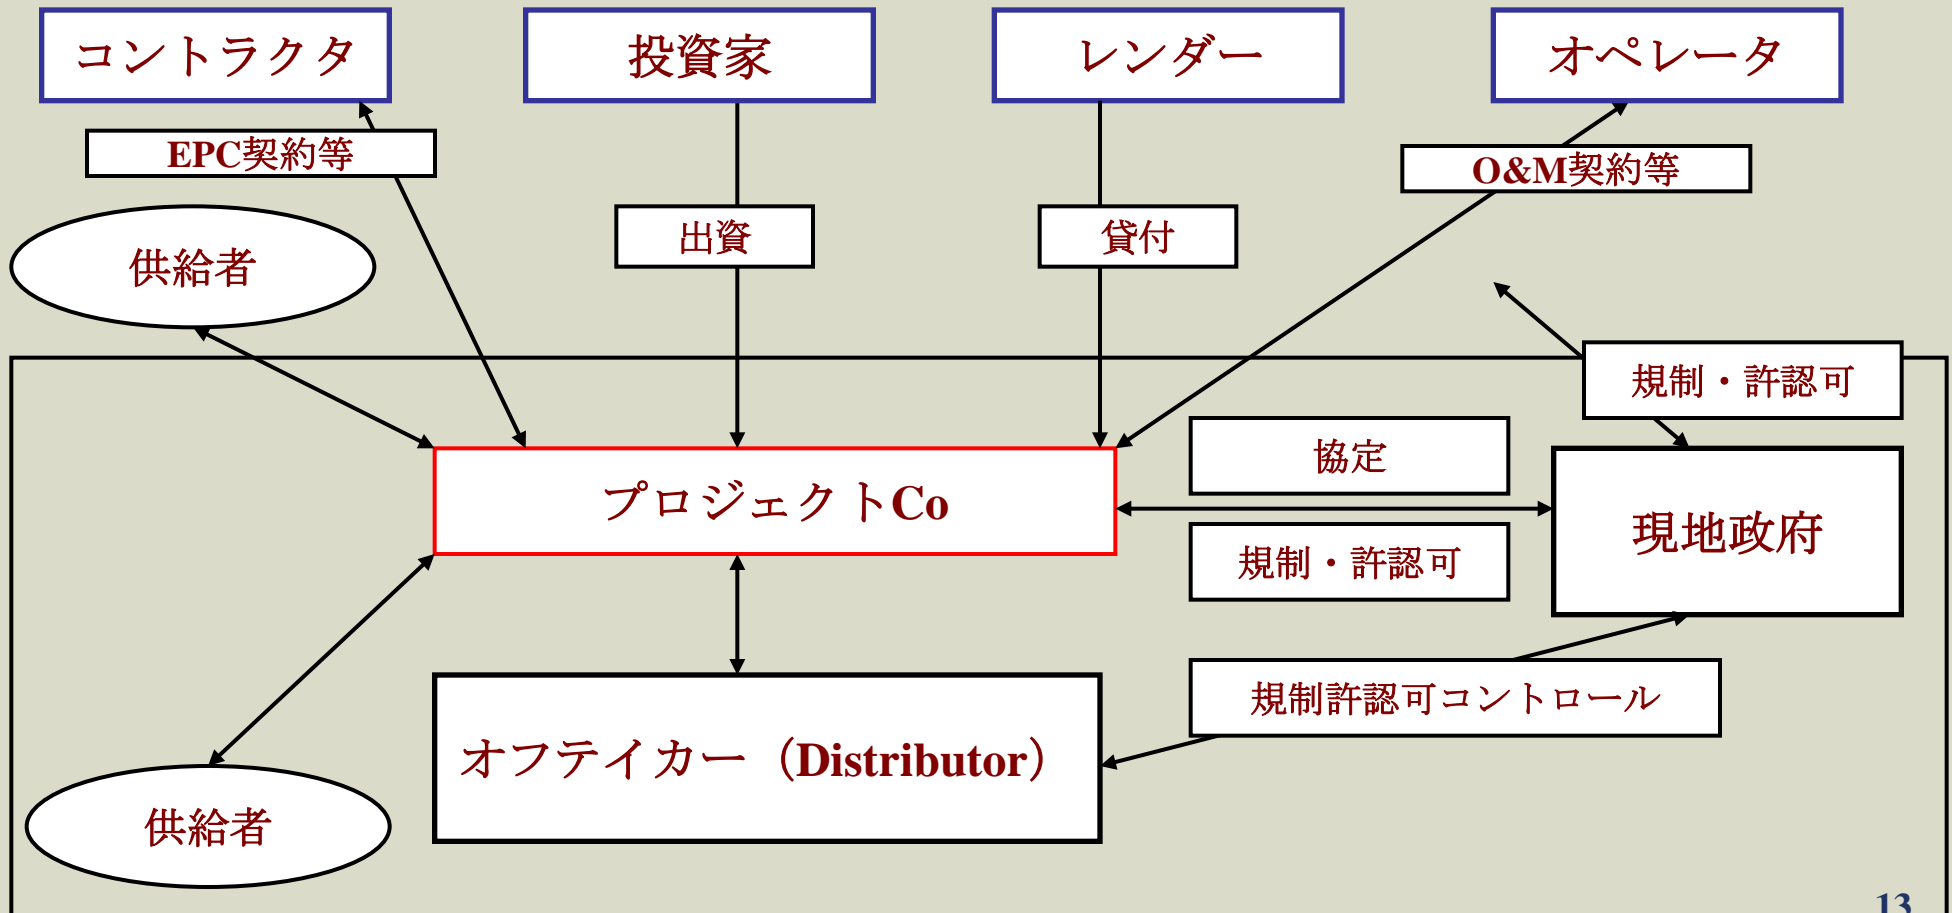 コントラクタ
投資家
レンダー
オペレータ
EPC契約等
O&M契約等
出資
貸付
供給者
規制・許認可
協定
プロジェクトCo
現地政府
規制・許認可
規制許認可コントロール
オフテイカー（Distributor）
供給者
13